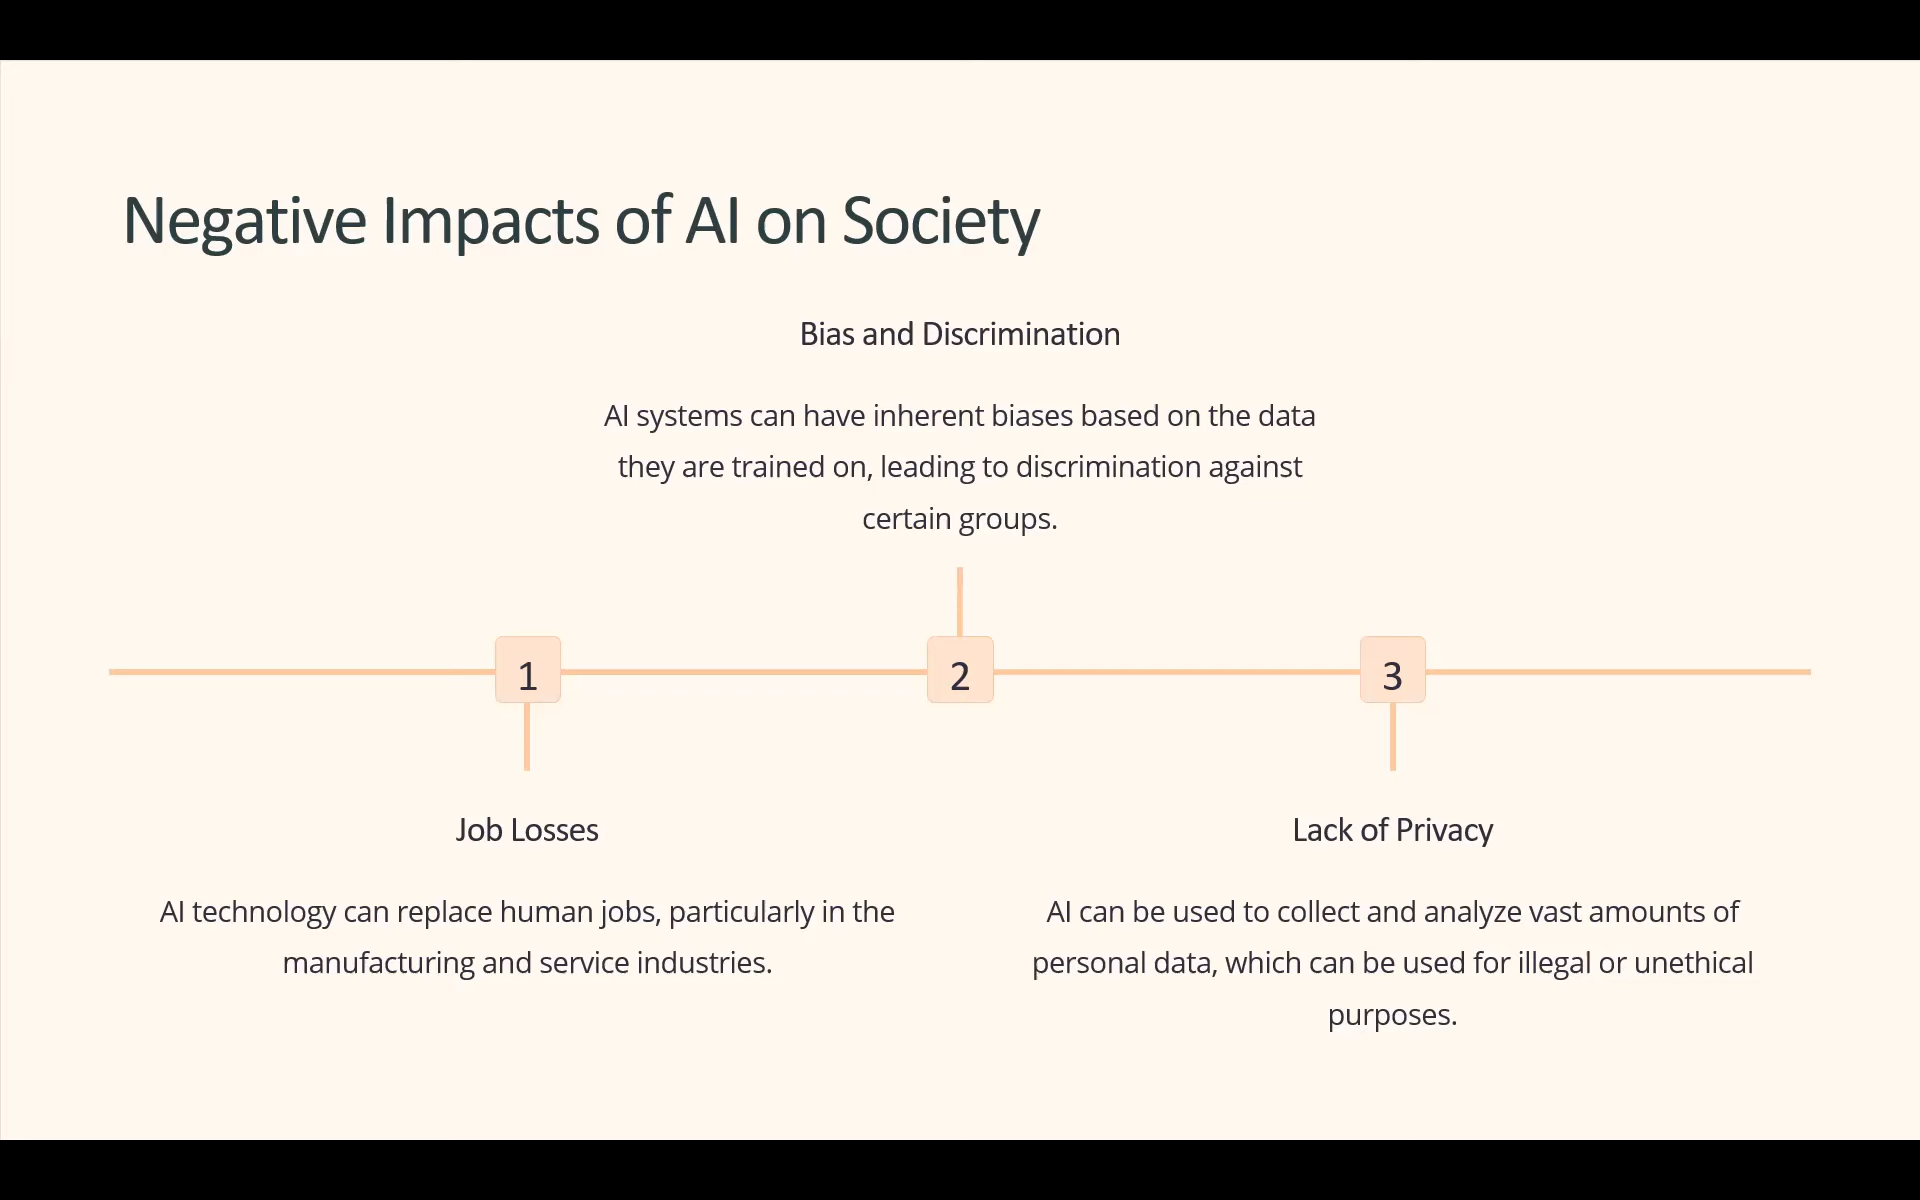 Negative Impacts of AI on Society
Bias and Discrimination
AI systems can have inherent biases based on the data
they are trained on, leading to discrimination against
certain groups.
1
2
3
Job Losses
AI technology can replace human jobs, particularly in the
manufacturing and service industries.
Lack of Privacy
AI can be used to collect and analyze vast amounts of
personal data, which can be used for illegal or unethical
purposes.